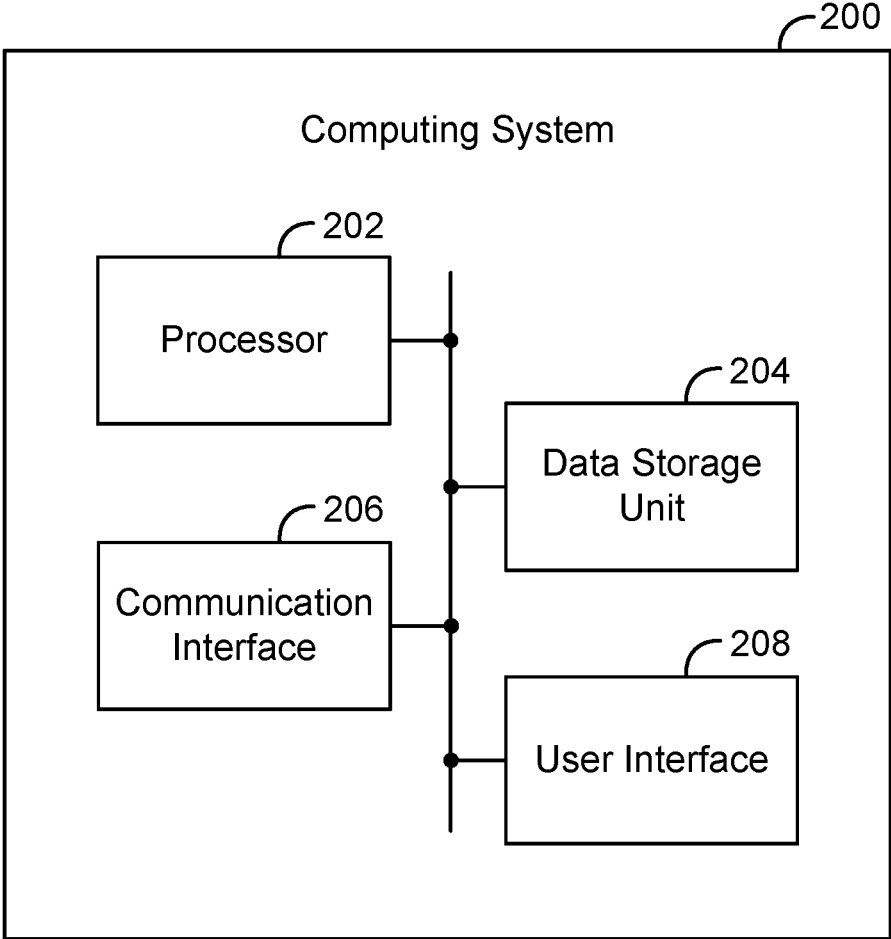 200
Computing System
202
Processor
204
Data Storage
Unit
206
Communication
Interface
208
User Interface